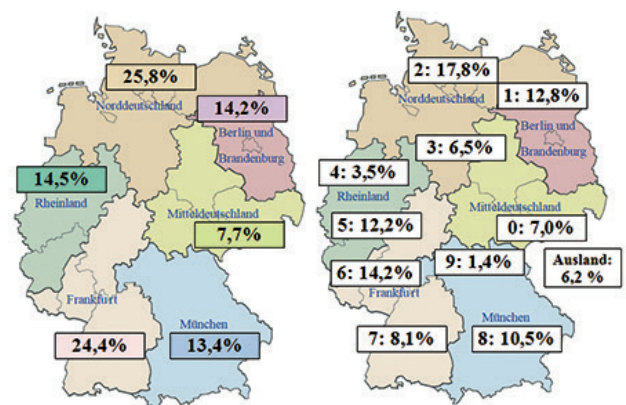 25,8%
Norddeutschland
14,2%
Berlin und
Brandenburg
14,5%
Rheinland
Mitteldeutschland
7,7%
Frankfurt
München
24,4%
13,4%
2: 17,8%
Norddeutschland
1: 12,8%
Berlin und
Brandenburg
3: 6,5%
4: 3,5%
Rheinland
Mitteldeutschland
5: 12,2%
0: 7,0%
9: 1,4%
Ausland:
6,2 %
6: 14,2%
Frankfurt
München
7: 8,1%
8: 10,5%